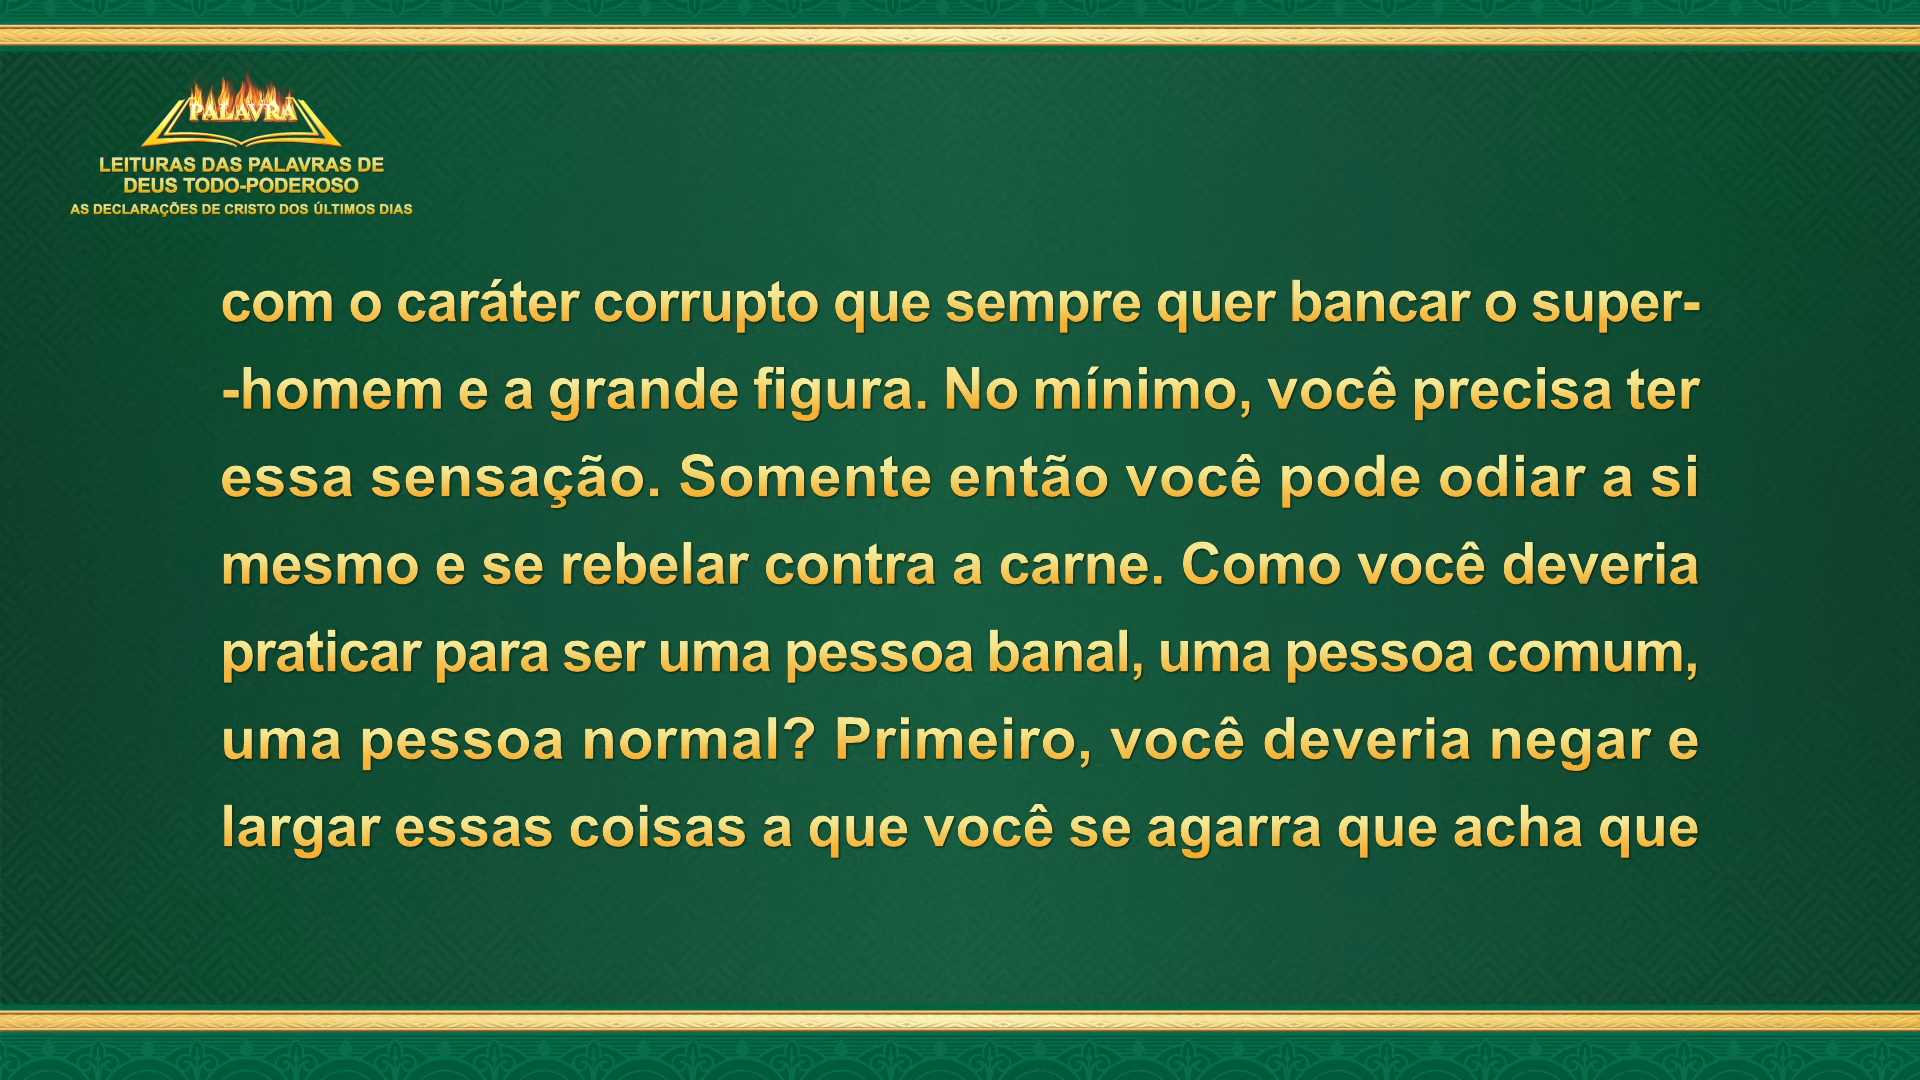 PALAVRA
LEITURAS DAS PALAVRAS DE
DEUS TODO-PODEROSO
AS DECLARAÇÕES DE CRISTO DOS ÚLTIMOS DIAS
com o caráter corrupto que sempre quer bancar o super-
-homem e a grande figura. No mínimo, você precisa ter
essa sensação. Somente então você pode odiar a si
mesmo e se rebelar contra a carne. Como você deveria
praticar para ser uma pessoa banal, uma pessoa comum,
uma pessoa normal? Primeiro, você deveria negar e
largar essas coisas a que você se agarra que acha que